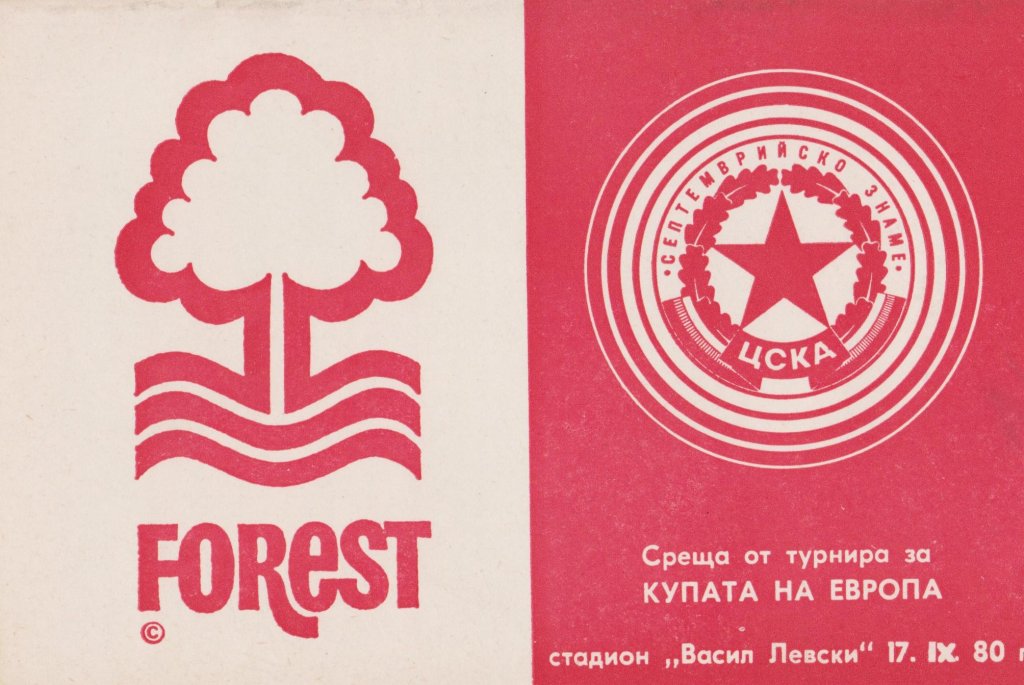 FOREST
©
• СЕПТЕМВРИЙСКО ЗНАМЕ •
ЦСКА
Среща от турнира за
КУПАТА НА ЕВРОПА
стадион „Васил Левски“ 17. IX. 80 г